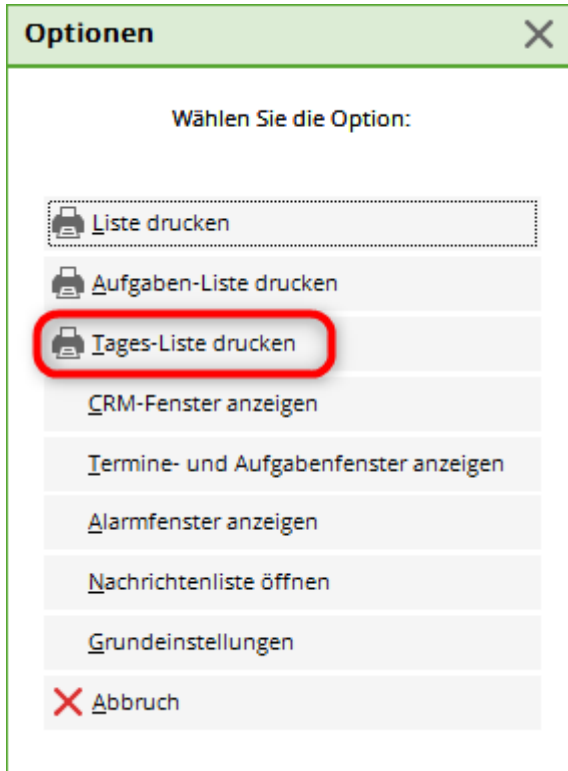 Optionen
Wählen Sie die Option:
Liste drucken
Aufgaben-Liste drucken
Tages-Liste drucken
CRM-Fenster anzeigen
Termine- und Aufgabenfenster anzeigen
Alarmfenster anzeigen
Nachrichtenliste öffnen
Grundeinstellungen
Abbruch